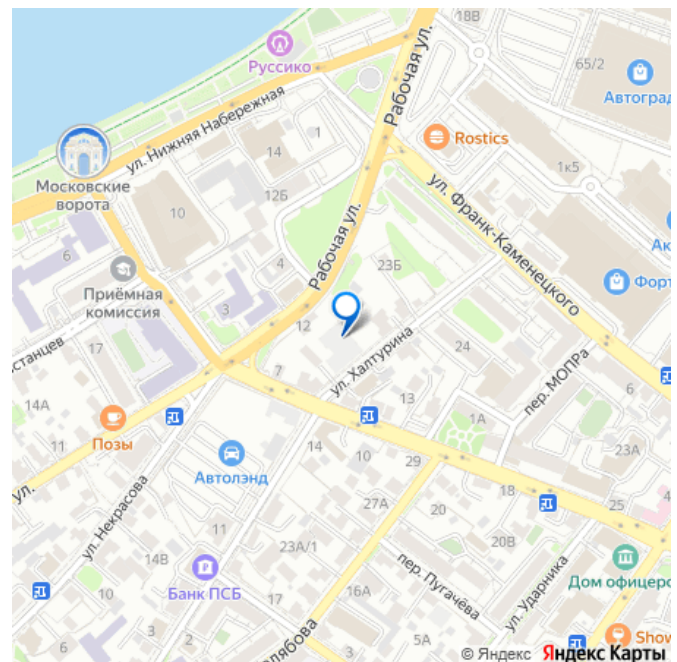 18В
Руссико
65/2
Автоград
Рабочая ул.
ул. Нижняя Набережная
1
Rostics
14
1к5
Московские
ворота
12Б
ул. Франк-Каменецкого
10
6
4
Рабочая ул.
23Б
Приёмная
комиссия
3
12
17
24
ул. Халтурина
7
пер. МОПРа
6
14А
13
1А
Позы
11
14
10
29
23А
Автолэнд
ул.
18
25
27А
20
ул. Некрасова
11
20В
14В
23А/1
пер. Пугачёва
Дом офицеро
Банк ПСБ
10
17
16А
ул. Ударника
3
2
5А
Show
© Яндекс Яндекс Карты